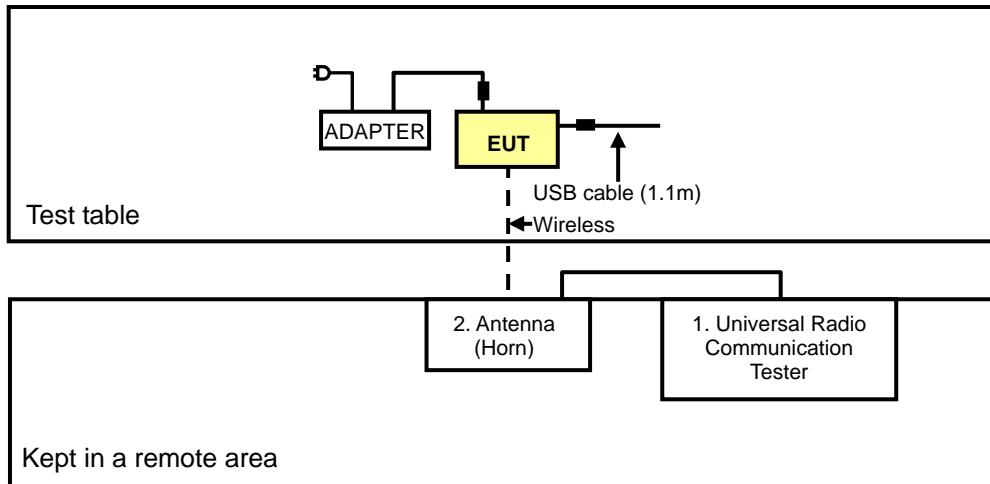 ADAPTER
EUT
USB cable (1.1m)
Wireless
Test table
2. Antenna
(Horn)
1. Universal Radio
Communication
Tester
Kept in a remote area